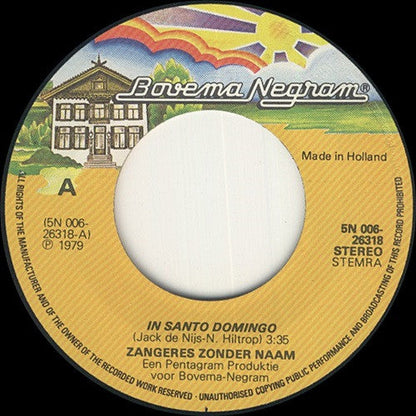 Bovema Negram®
Made in Holland
A
(5N 006-
26318-A)
℗ 1979
5N 006-
26318
STEREO
STEMRA
IN SANTO DOMINGO
(Jack de Nijs-N. Hiltrop) 3:35
ZANGERES ZONDER NAAM
Een Pentagram Produktie
voor Bovema-Negram
ALL RIGHTS OF THE MANUFACTURER AND OF THE OWNER OF THE RECORDED WORK RESERVED - UNAUTHORISED COPYING PUBLIC PERFORMANCE AND BROADCASTING OF THIS RECORD PROHIBITED